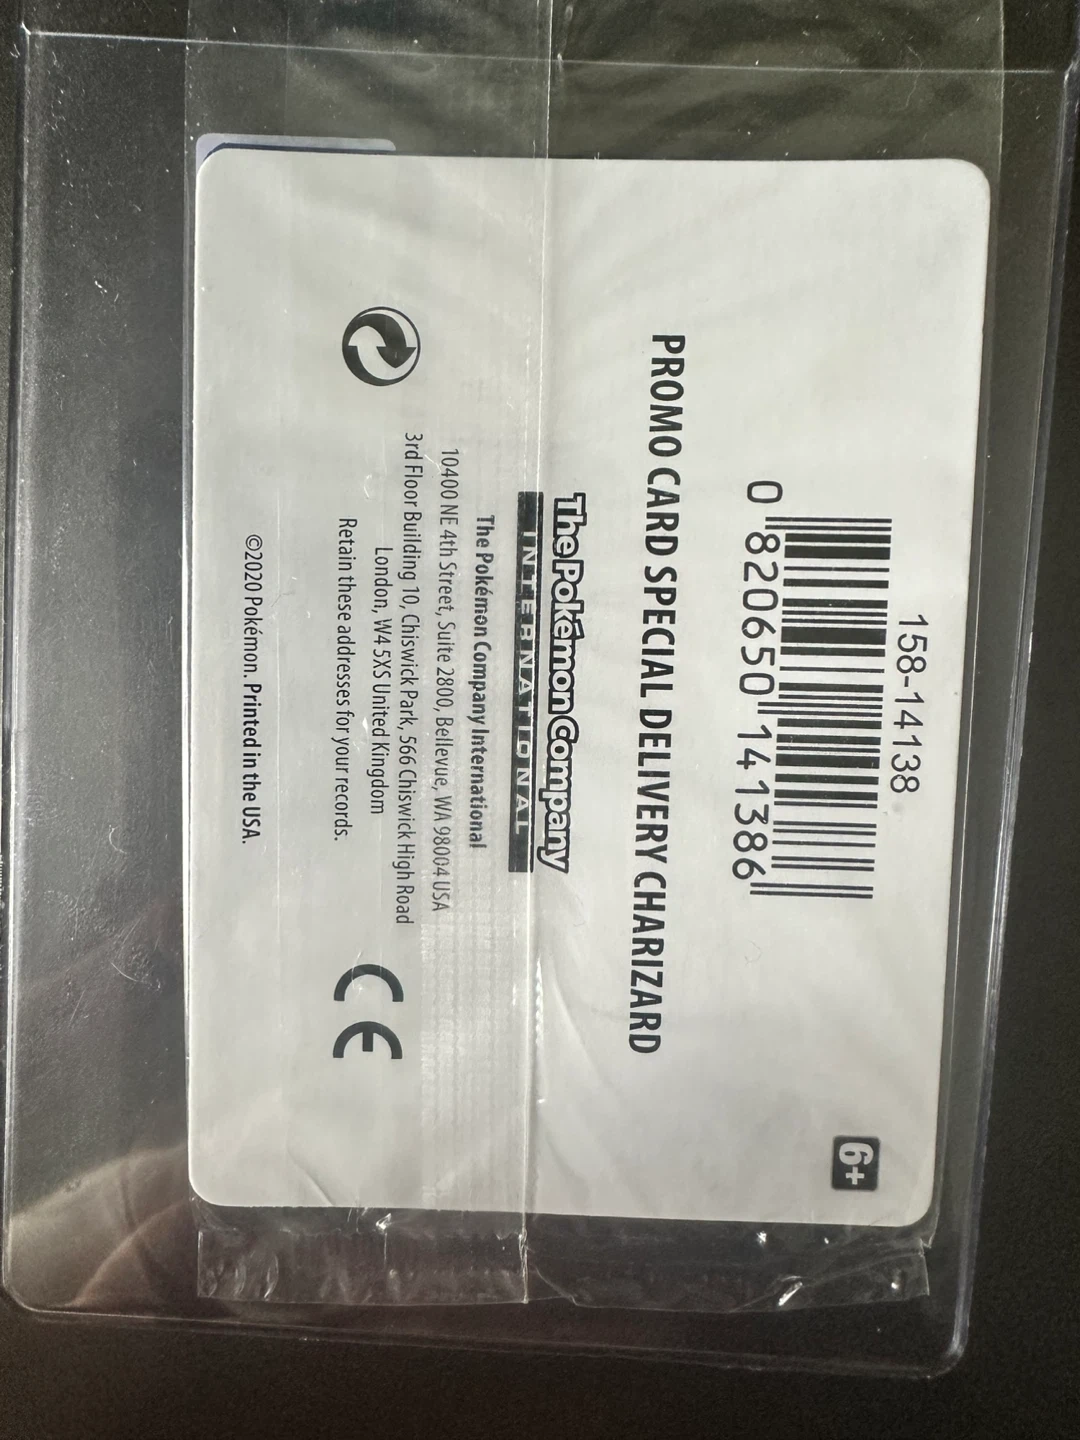 158-14138
0 820650 141386
6+
PROMO CARD SPECIAL DELIVERY CHARIZARD
The Pokémon Company
INTERNATIONAL
The Pokémon Company International
10400 NE 4th Street, Suite 2800, Bellevue, WA 98004 USA
3rd Floor Building 10, Chiswick Park, 566 Chiswick High Road
London, W4 5XS United Kingdom
Retain these addresses for your records.
CE
©2020 Pokémon. Printed in the USA.